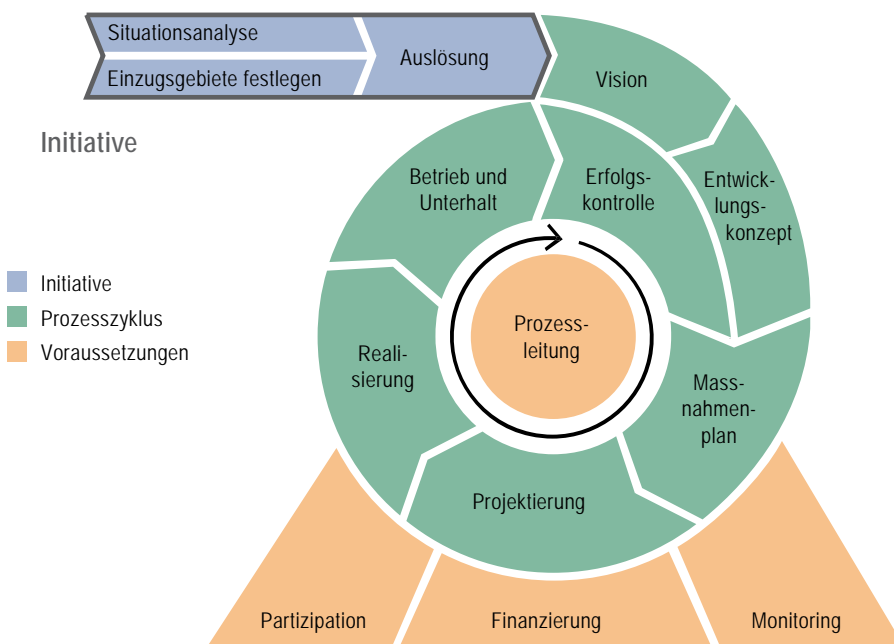 Situationsanalyse
Einzugsgebiete festlegen
Auslösung
Vision
Initiative
Betrieb und
Unterhalt
Erfolgs-
kontrolle
Entwick-
lungs-
konzept
Initiative
Prozesszyklus
Voraussetzungen
Prozess-
leitung
Reali-
sierung
Mass-
nahmen-
plan
Projektierung
Partizipation
Finanzierung
Monitoring